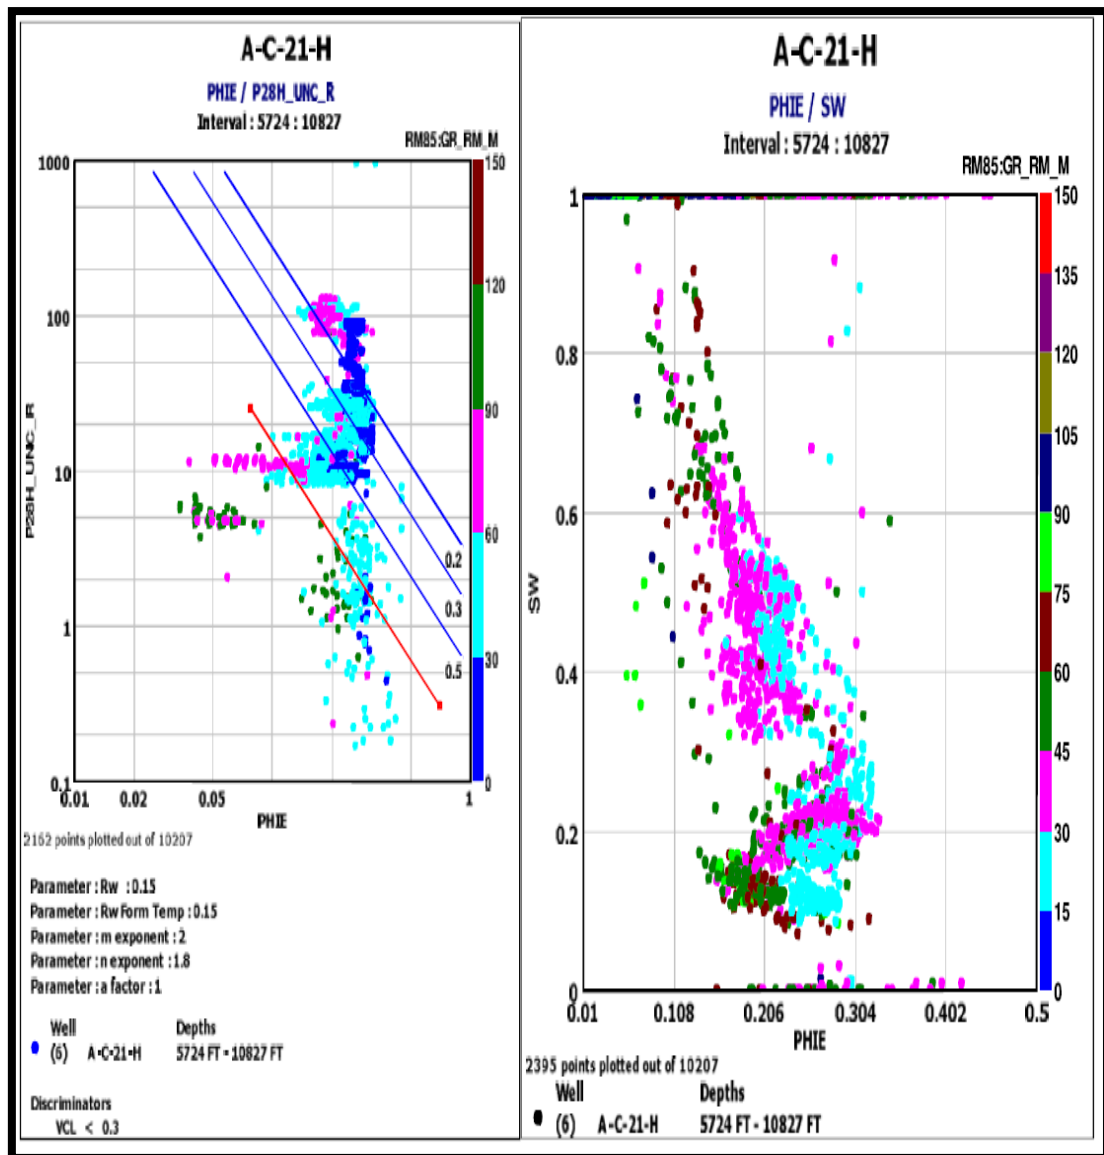 A-C-21-H
PHIE / P28H_UNC_R
Interval : 5724 : 10827
RM85:GR_RM_M
1000
100
10
1
0.1
P28H_UNC_R
0.01
0.02
0.05
1
PHIE
150
120
90
60
30
0
0.2
0.3
0.5
2162 points plotted out of 10207
Parameter : Rw : 0.15
Parameter : Rw Form Temp : 0.15
Parameter : m exponent : 2
Parameter : n exponent : 1.8
Parameter : a factor : 1
Well Depths
(6) A-C-21-H 5724 FT - 10827 FT
Discriminators
VCL < 0.3
A-C-21-H
PHIE / SW
Interval : 5724 : 10827
RM85:GR_RM_M
1
0.8
0.6
0.4
0.2
0
SW
0.01
0.108
0.206
0.304
0.402
0.5
PHIE
150
135
120
105
90
75
60
45
30
15
0
2395 points plotted out of 10207
Well Depths
(6) A-C-21-H 5724 FT - 10827 FT